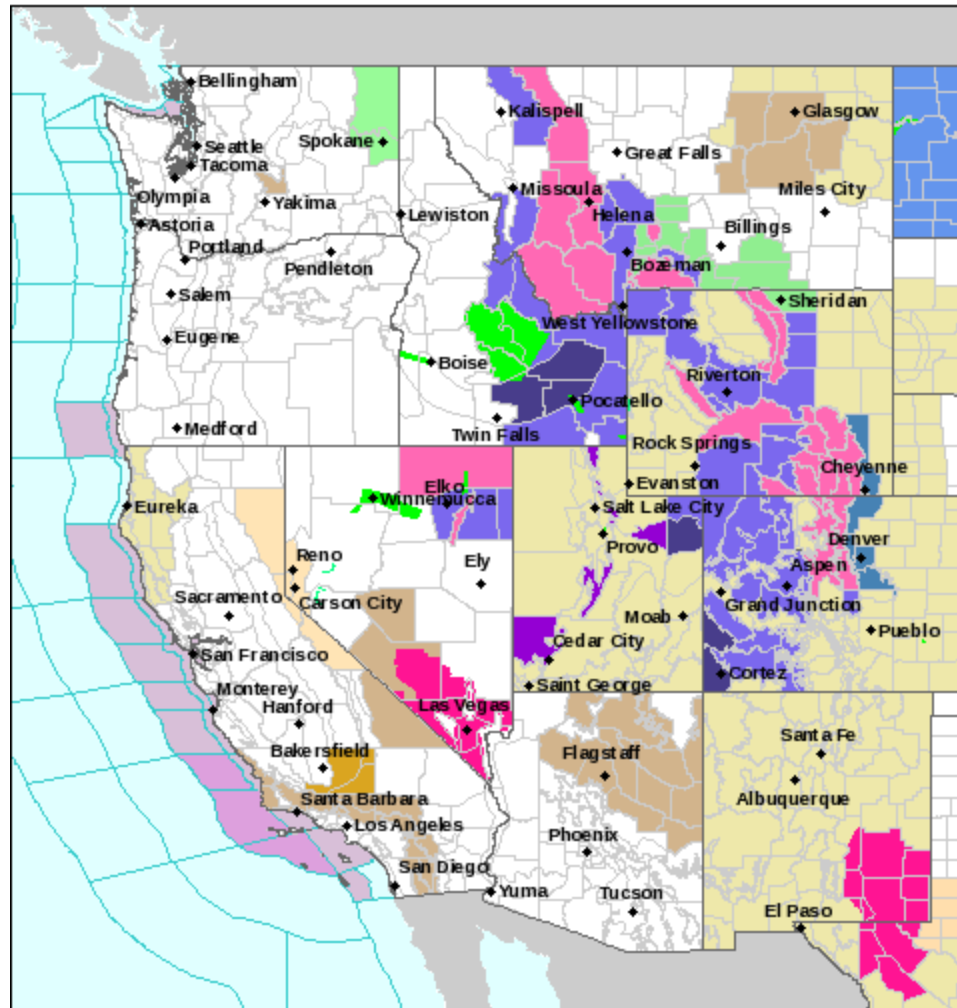 Bellingham
Kalispell
Glasgow
Seattle
Spokane
Great Falls
Tacoma
Olympia
Missoula
Miles City
Yakima
Lewiston
Helena
Astoria
Billings
Portland
Pendleton
Bozeman
Salem
Sheridan
West Yellowstone
Eugene
Boise
Riverton
Pocatello
Medford
Twin Falls
Rock Springs
Cheyenne
Evanston
Elko
Winnemucca
Eureka
Salt Lake City
Provo
Denver
Reno
Ely
Aspen
Sacramento
Carson City
Grand Junction
Moab
Pueblo
San Francisco
Cedar City
Cortez
Saint George
Monterey
Hanford
Las Vegas
Bakersfield
Flagstaff
Santa Fe
Albuquerque
Santa Barbara
Los Angeles
Phoenix
San Diego
Yuma
Tucson
El Paso